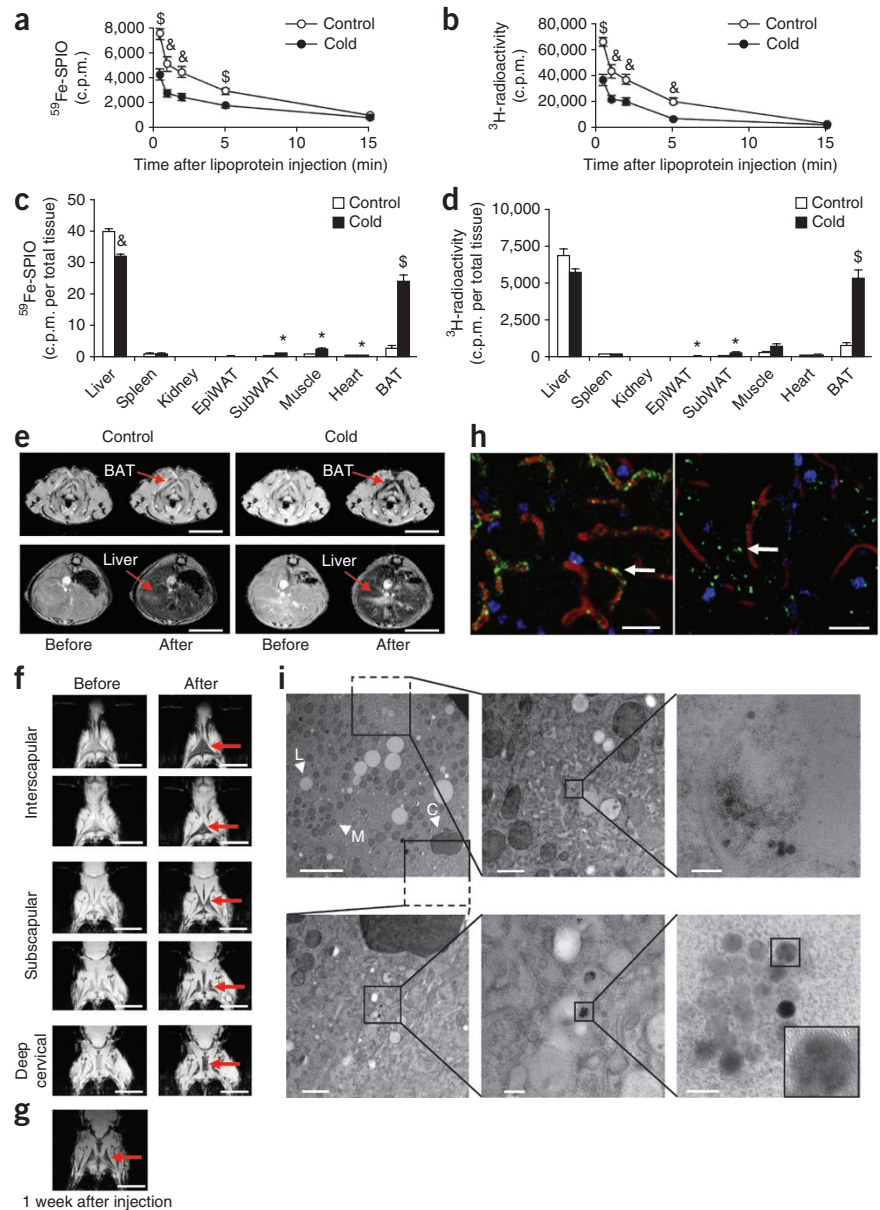 a
8,000
6,000
4,000
2,000
0
⁵⁹Fe-SPIO
(c.p.m.)
$
&
&
$
Control
Cold
0
5
10
15
Time after lipoprotein injection (min)
b
80,000
60,000
40,000
20,000
0
³H-radioactivity
(c.p.m.)
$
&
&
&
Control
Cold
0
5
10
15
Time after lipoprotein injection (min)
c
50
40
30
20
10
0
⁵⁹Fe-SPIO
(c.p.m. per total tissue)
Control
Cold
&
*
*
*
$
Liver
Spleen
Kidney
EpiWAT
SubWAT
Muscle
Heart
BAT
d
10,000
7,500
5,000
2,500
0
³H-radioactivity
(c.p.m. per total tissue)
Control
Cold
*
*
$
Liver
Spleen
Kidney
EpiWAT
SubWAT
Muscle
Heart
BAT
e
Control
Cold
BAT
BAT
Liver
Liver
Before
After
Before
After
h
f
Before
After
Interscapular
Subscapular
Deep
cervical
g
1 week after injection
i
L
M
C